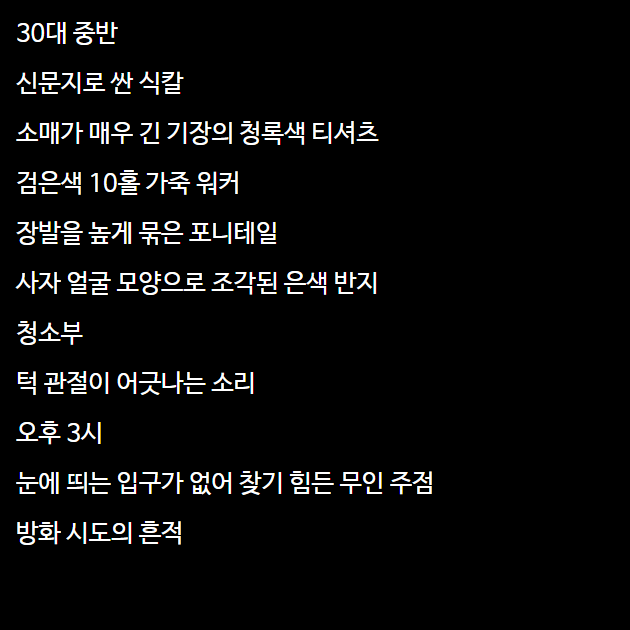 30대 중반
신문지로 싼 식칼
소매가 매우 긴 기장의 청록색 티셔츠
검은색 10홀 가죽 워커
장발을 높게 묶은 포니테일
사자 얼굴 모양으로 조각된 은색 반지
청소부
턱 관절이 어긋나는 소리
오후 3시
눈에 띄는 입구가 없어 찾기 힘든 무인 주점
방화 시도의 흔적